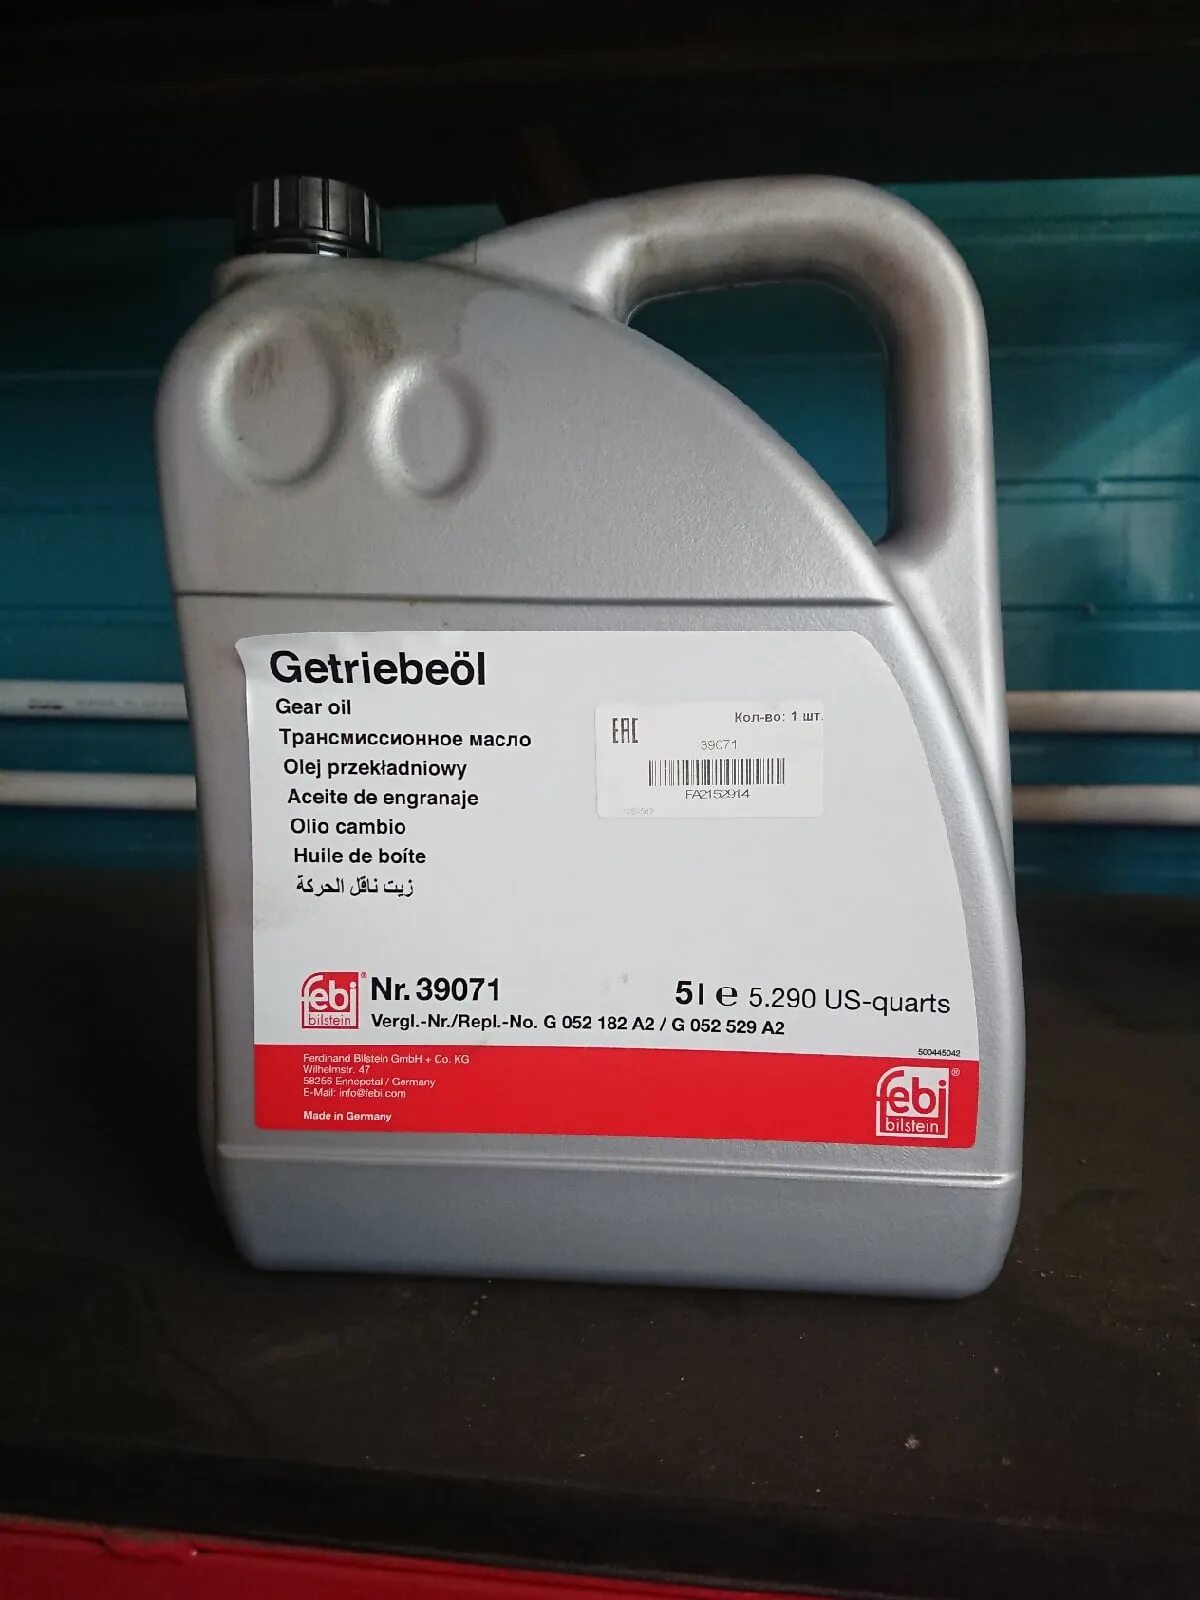 Getriebeöl
Gear oil
Трансмиссионное масло
Olej przekładniowy
Aceite de engranaje
Olio cambio
Huile de boîte
زيت ناقل الحركة
EAC
Кол-во: 1 шт.
39071
FA2152914
febi®
bilstein
Nr. 39071
5 l e 5.290 US-quarts
Vergl.-Nr./Repl.-No. G 052 182 A2 / G 052 529 A2
500445042
Ferdinand Bilstein GmbH + Co. KG
Wilhelmstr. 47
58256 Ennepetal / Germany
E-Mail: info@febi.com
Made in Germany
febi®
bilstein